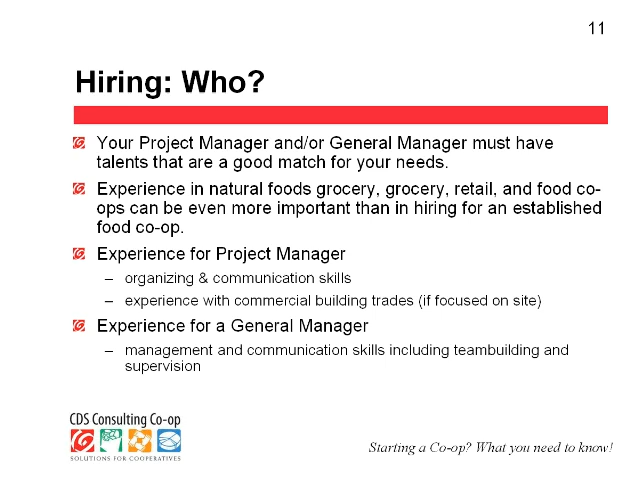 11
Hiring: Who?
Your Project Manager and/or General Manager must have
talents that are a good match for your needs.
Experience in natural foods grocery, grocery, retail, and food co-
ops can be even more important than in hiring for an established
food co-op.
Experience for Project Manager
– organizing & communication skills
– experience with commercial building trades (if focused on site)
Experience for a General Manager
– management and communication skills including teambuilding and
supervision
CDS Consulting Co-op
SOLUTIONS FOR COOPERATIVES
Starting a Co-op? What you need to know!